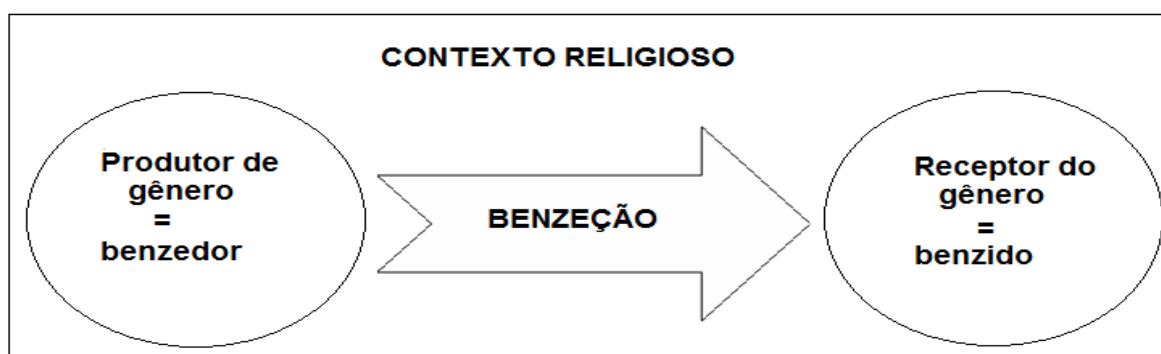 CONTEXTO RELIGIOSO
Produtor de
gênero
=
benzedor
BENZEÇÃO
Receptor do
gênero
=
benzido